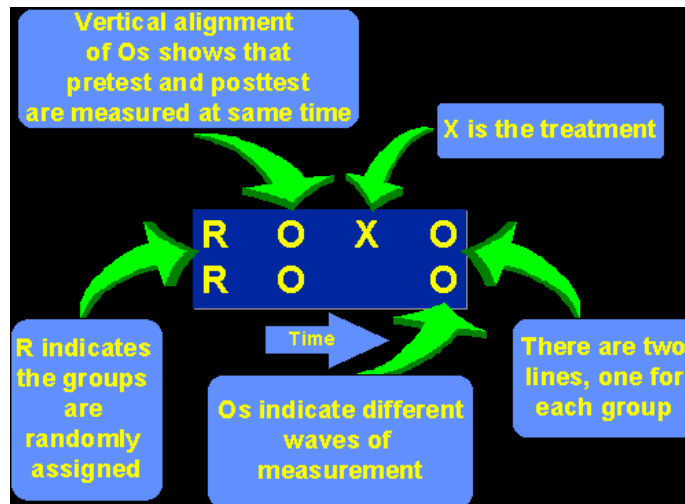 Vertical alignment
of Os shows that
pretest and posttest
are measured at same time
X is the treatment
R O X O
R O O
Time
R indicates
the groups
are
randomly
assigned
Os indicate different
waves of
measurement
There are two
lines, one for
each group